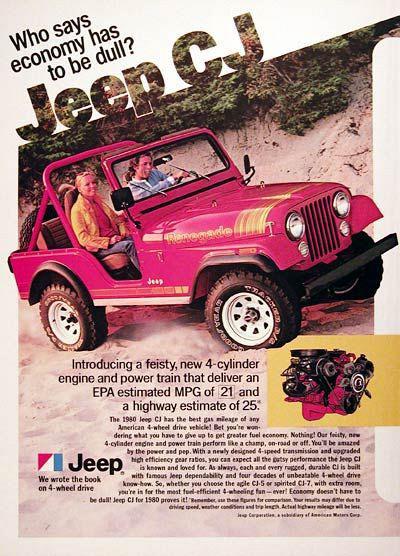 Who says
economy has
to be dull?
Jeep CJ
Renegade
Jeep
GOODYEAR
TRACKER
Introducing a feisty, new 4-cylinder
engine and power train that deliver an
EPA estimated MPG of 21 and
a highway estimate of 25.*
The 1980 Jeep CJ has the best gas mileage of any
American 4-wheel drive vehicle! Bet you're won-
dering what you have to give up to get greater fuel economy. Nothing! Our feisty, new
4-cylinder engine and power train perform like a champ, on-road or off. You'll be amazed
by the power and pep. With a newly designed 4-speed transmission and upgraded
high efficiency gear ratios, you can expect all the gutsy performance the Jeep CJ
is known and loved for. As always, each and every rugged, durable CJ is built
with famous Jeep dependability and four decades of unbeatable 4-wheel drive
know-how. So, whether you choose the agile CJ-5 or spirited CJ-7, with extra room,
you're in for the most fuel-efficient 4-wheeling fun—ever! Economy doesn't have to
be dull! Jeep CJ for 1980 proves it! *Remember, use these figures for comparison. Your results may differ due to
driving speed, weather conditions and trip length. Actual highway mileage will be less.
Jeep Corporation, a subsidiary of American Motors Corp.
Jeep
We wrote the book
on 4-wheel drive